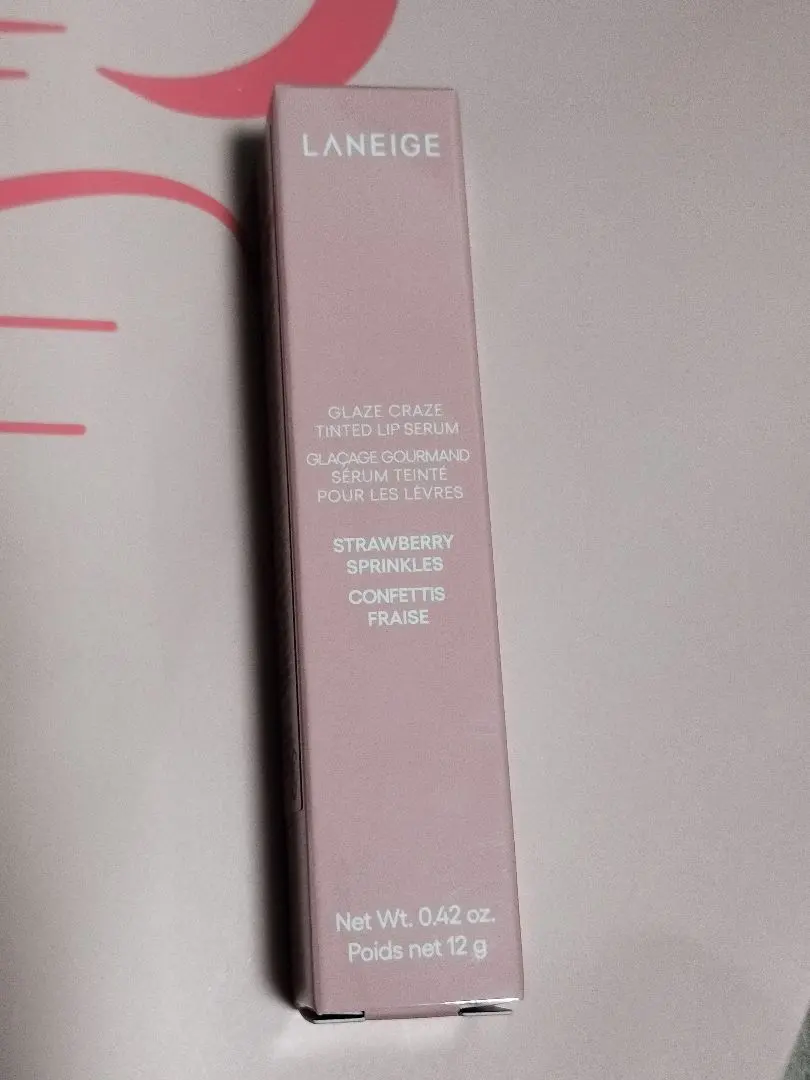 LANEIGE
GLAZE CRAZE
TINTED LIP SERUM
GLAÇAGE GOURMAND
SÉRUM TEINTÉ
POUR LES LÈVRES
STRAWBERRY
SPRINKLES
CONFETTIS
FRAISE
Net Wt. 0.42 oz.
Poids net 12 g